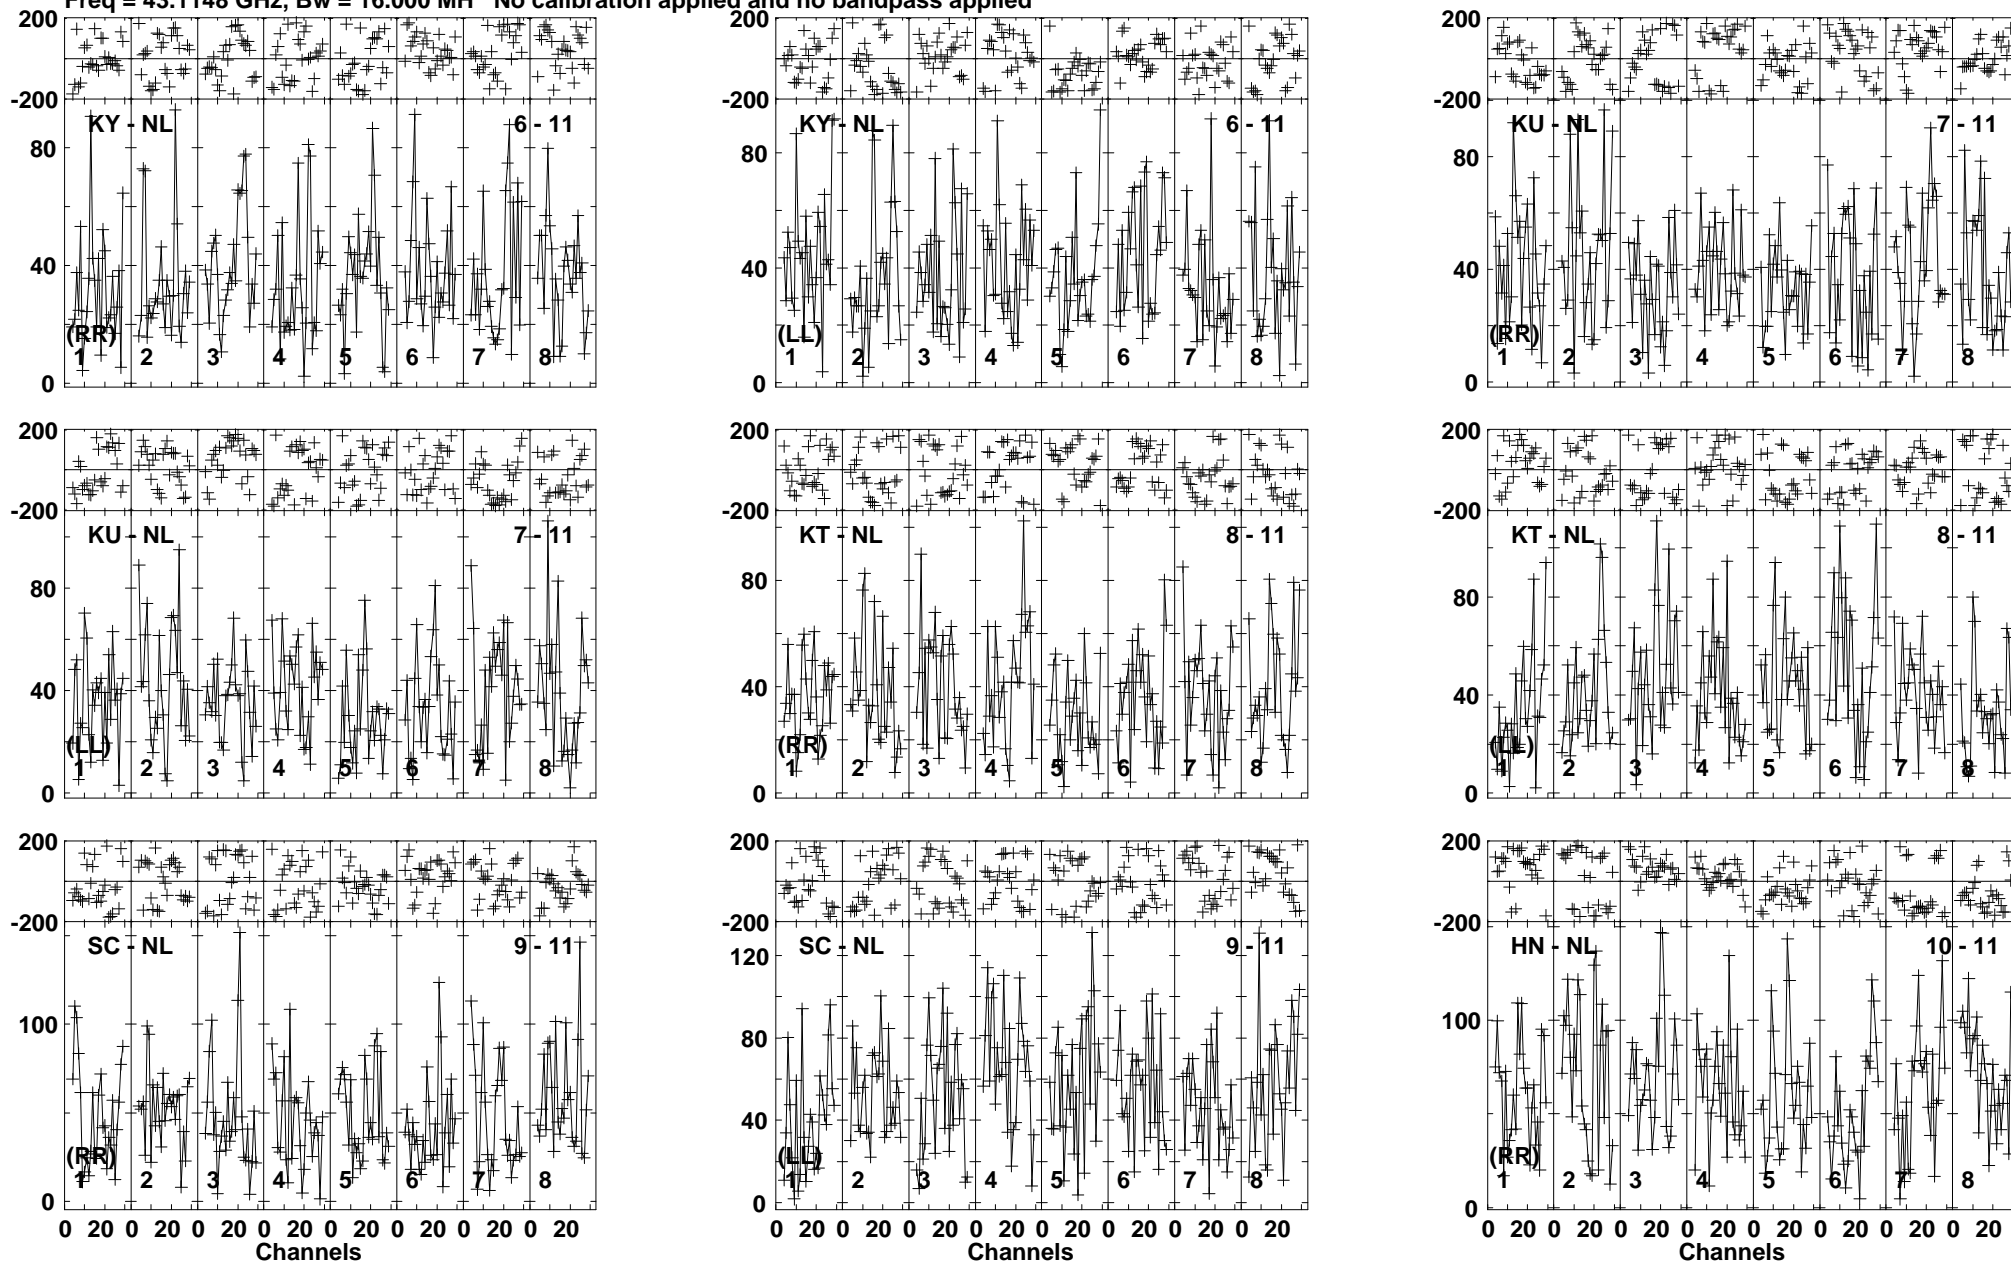 Freq = 43.1148 GHz, Bw = 16.000 MH No calibration applied and no bandpass applied
200 200 200
-200 -200 -200
KY - NL 6 - 11 KY - NL 6 - 11 KU - NL 7 - 11
80 80 80
40 40 40
(RR) (LL) (RR)
1 2 3 4 5 6 7 8 1 2 3 4 5 6 7 8 1 2 3 4 5 6 7 8
0 0 0
200 200 200
-200 -200 -200
KU - NL 7 - 11 KT - NL 8 - 11 KT - NL 8 - 11
80 80 80
40 40 40
(LL) (RR) (LL)
1 2 3 4 5 6 7 8 1 2 3 4 5 6 7 8 1 2 3 4 5 6 7 8
0 0 0
200 200 200
-200 -200 -200
SC - NL 9 - 11 SC - NL 9 - 11 HN - NL 10 - 11
120
100 100
80
40
(RR) (LL) (RR)
1 2 3 4 5 6 7 8 1 2 3 4 5 6 7 8 1 2 3 4 5 6 7 8
0 0 0
0 20 0 20 0 20 0 20 0 20 0 20 0 20 0 20 0 20 0 20 0 20 0 20 0 20 0 20 0 20 0 20 0 20 0 20 0 20 0 20 0 20 0 20 0 20 0 20
Channels Channels Channels